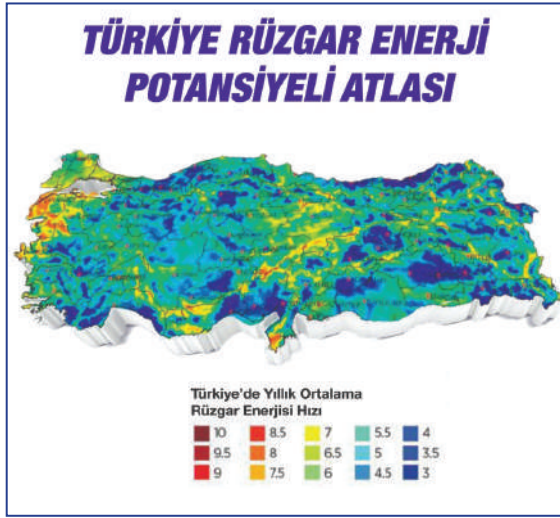 TÜRKİYE RÜZGAR ENERJİ
POTANSİYELİ ATLASI
Türkiye'de Yıllık Ortalama
Rüzgar Enerjisi Hızı
10 8.5 7 5.5 4
9.5 8 6.5 5 3.5
9 7.5 6 4.5 3